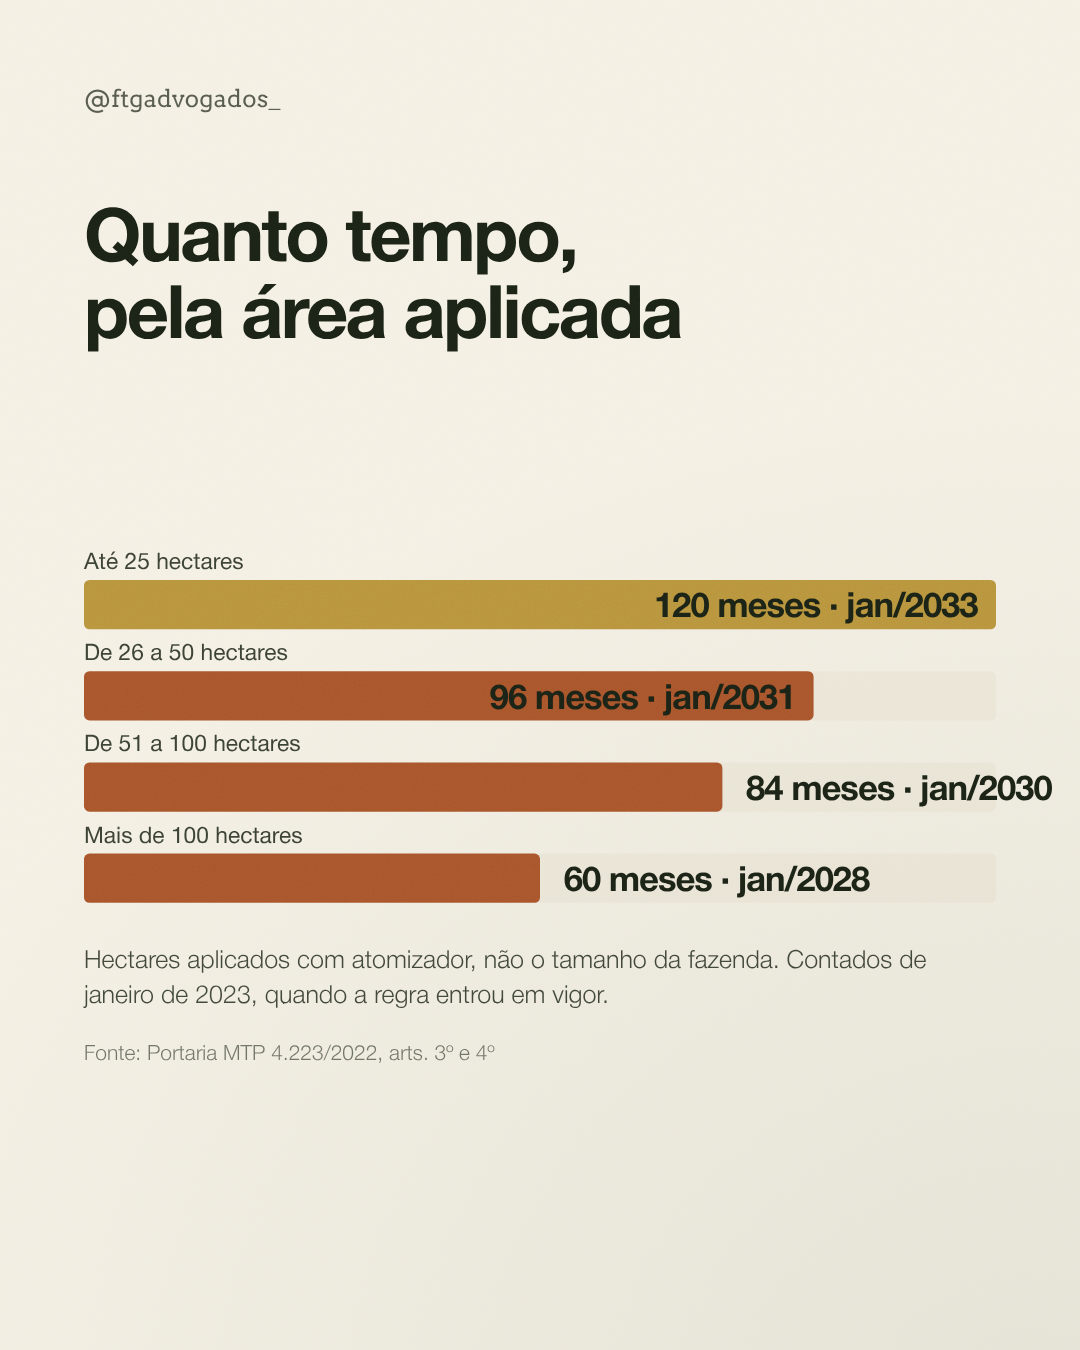 @ftgadvogados_
Quanto tempo,
pela área aplicada
Até 25 hectares
120 meses · jan/2033
De 26 a 50 hectares
96 meses · jan/2031
De 51 a 100 hectares
84 meses · jan/2030
Mais de 100 hectares
60 meses · jan/2028
Hectares aplicados com atomizador, não o tamanho da fazenda. Contados de
janeiro de 2023, quando a regra entrou em vigor.
Fonte: Portaria MTP 4.223/2022, arts. 3º e 4º